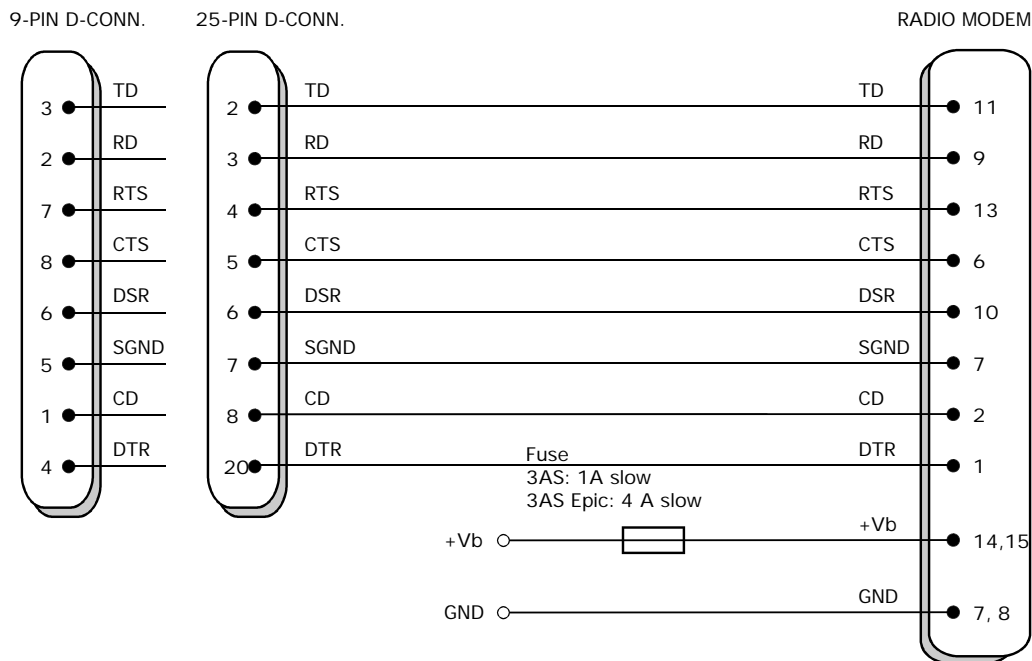 9-PIN D-CONN. 25-PIN D-CONN. RADIO MODEM
3 TD 2 TD TD 11
2 RD 3 RD RD 9
7 RTS 4 RTS RTS 13
8 CTS 5 CTS CTS 6
6 DSR 6 DSR DSR 10
5 SGND 7 SGND SGND 7
1 CD 8 CD CD 2
4 DTR 20 DTR DTR 1
Fuse
3AS: 1A slow
3AS Epic: 4 A slow
+Vb +Vb 14,15
GND GND 7, 8